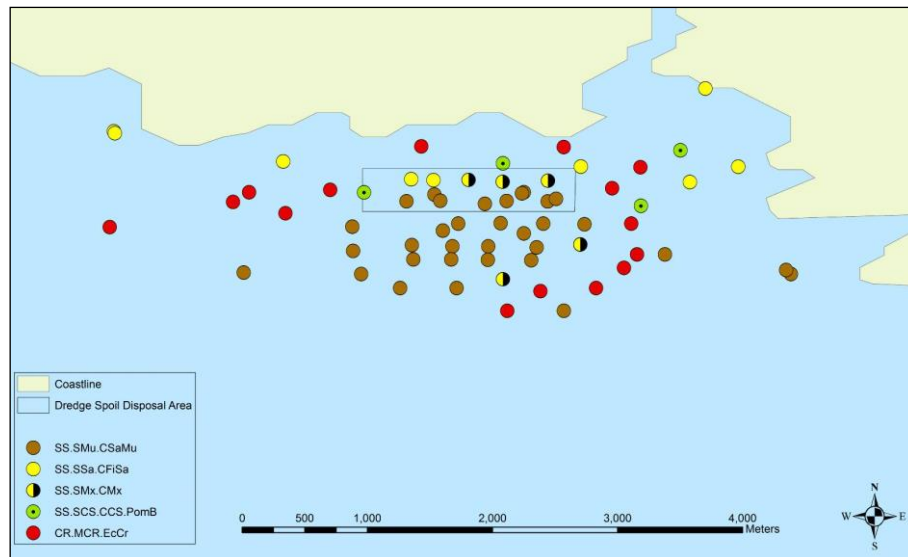 Coastline
Dredge Spoil Disposal Area
SS.SMu.CSaMu
SS.SSa.CFiSa
SS.SMx.CMx
SS.SCS.CCS.PomB
CR.MCR.EcCr
0 500 1,000 2,000 3,000 4,000
Meters
N
W E
S